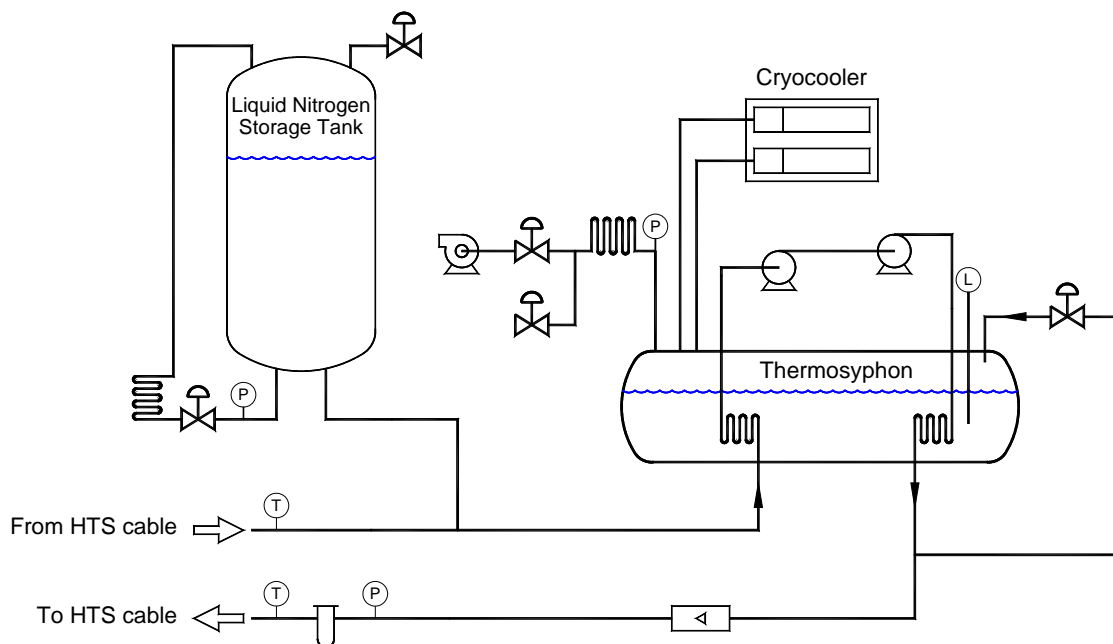 Cryocooler
Liquid Nitrogen
Storage Tank
P
L
Thermosyphon
P
T
From HTS cable
T
P
To HTS cable